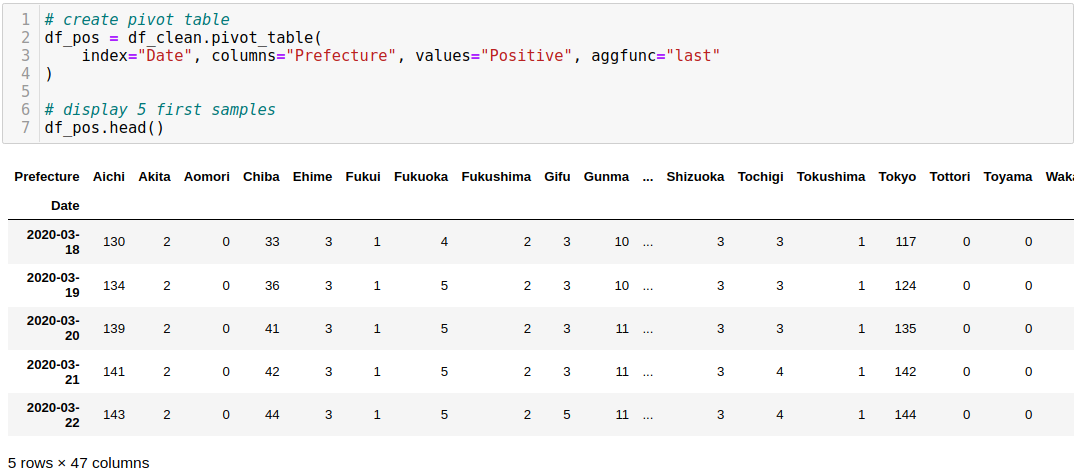 1 # create pivot table
2 df_pos = df_clean.pivot_table(
3     index="Date", columns="Prefecture", values="Positive", aggfunc="last"
4 )
5
6 # display 5 first samples
7 df_pos.head()
Prefecture Aichi Akita Aomori Chiba Ehime Fukui Fukuoka Fukushima Gifu Gunma ... Shizuoka Tochigi Tokushima Tokyo Tottori Toyama
Date
2020-03-
18 130 2 0 33 3 1 4 2 3 10 ... 3 3 1 117 0 0
2020-03-
19 134 2 0 36 3 1 5 2 3 10 ... 3 3 1 124 0 0
2020-03-
20 139 2 0 41 3 1 5 2 3 11 ... 3 3 1 135 0 0
2020-03-
21 141 2 0 42 3 1 5 2 3 11 ... 3 4 1 142 0 0
2020-03-
22 143 2 0 44 3 1 5 2 5 11 ... 3 4 1 144 0 0
5 rows × 47 columns